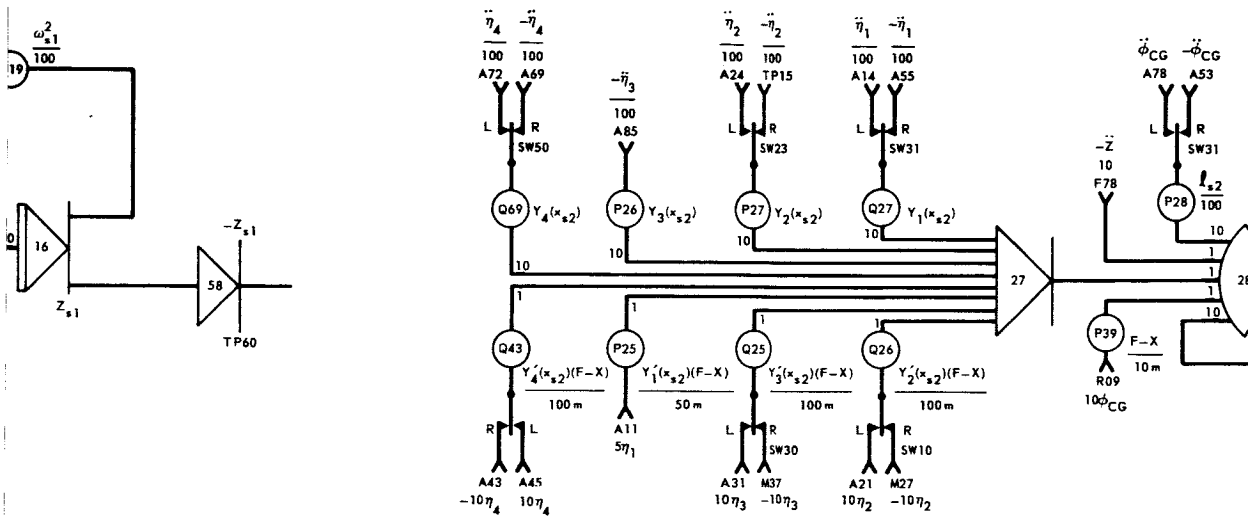 19
ω²s1
100
16
0
Zs1
58
-Zs1
TP60
η̈4 -η̈4
100 100
A72 A69
L R
SW50
Q69 Y4(xs2)
10
-η̈3
100
A85
P26 Y3(xs2)
10
η̈2 -η̈2
100 100
A24 TP15
L R
SW23
P27 Y2(xs2)
10
η̈1 -η̈1
100 100
A14 A55
L R
SW31
Q27 Y1(xs2)
10
27
1
Q43 Y4′(xs2)(F-X)
100 m
R L
A43 A45
-10η4 10η4
1
P25 Y1′(xs2)(F-X)
50 m
A11
5η1
1
Q25 Y3′(xs2)(F-X)
100 m
L R
SW30
A31 M37
10η3 -10η3
1
Q26 Y2′(xs2)(F-X)
100 m
L R
SW10
A21 M27
10η2 -10η2
-Z̈
10
F78
φ̈CG -φ̈CG
A78 A53
L R
SW31
P28 ℓs2
100
10
1
1
1
10
28
P39 F-X
10 m
R09
10φCG